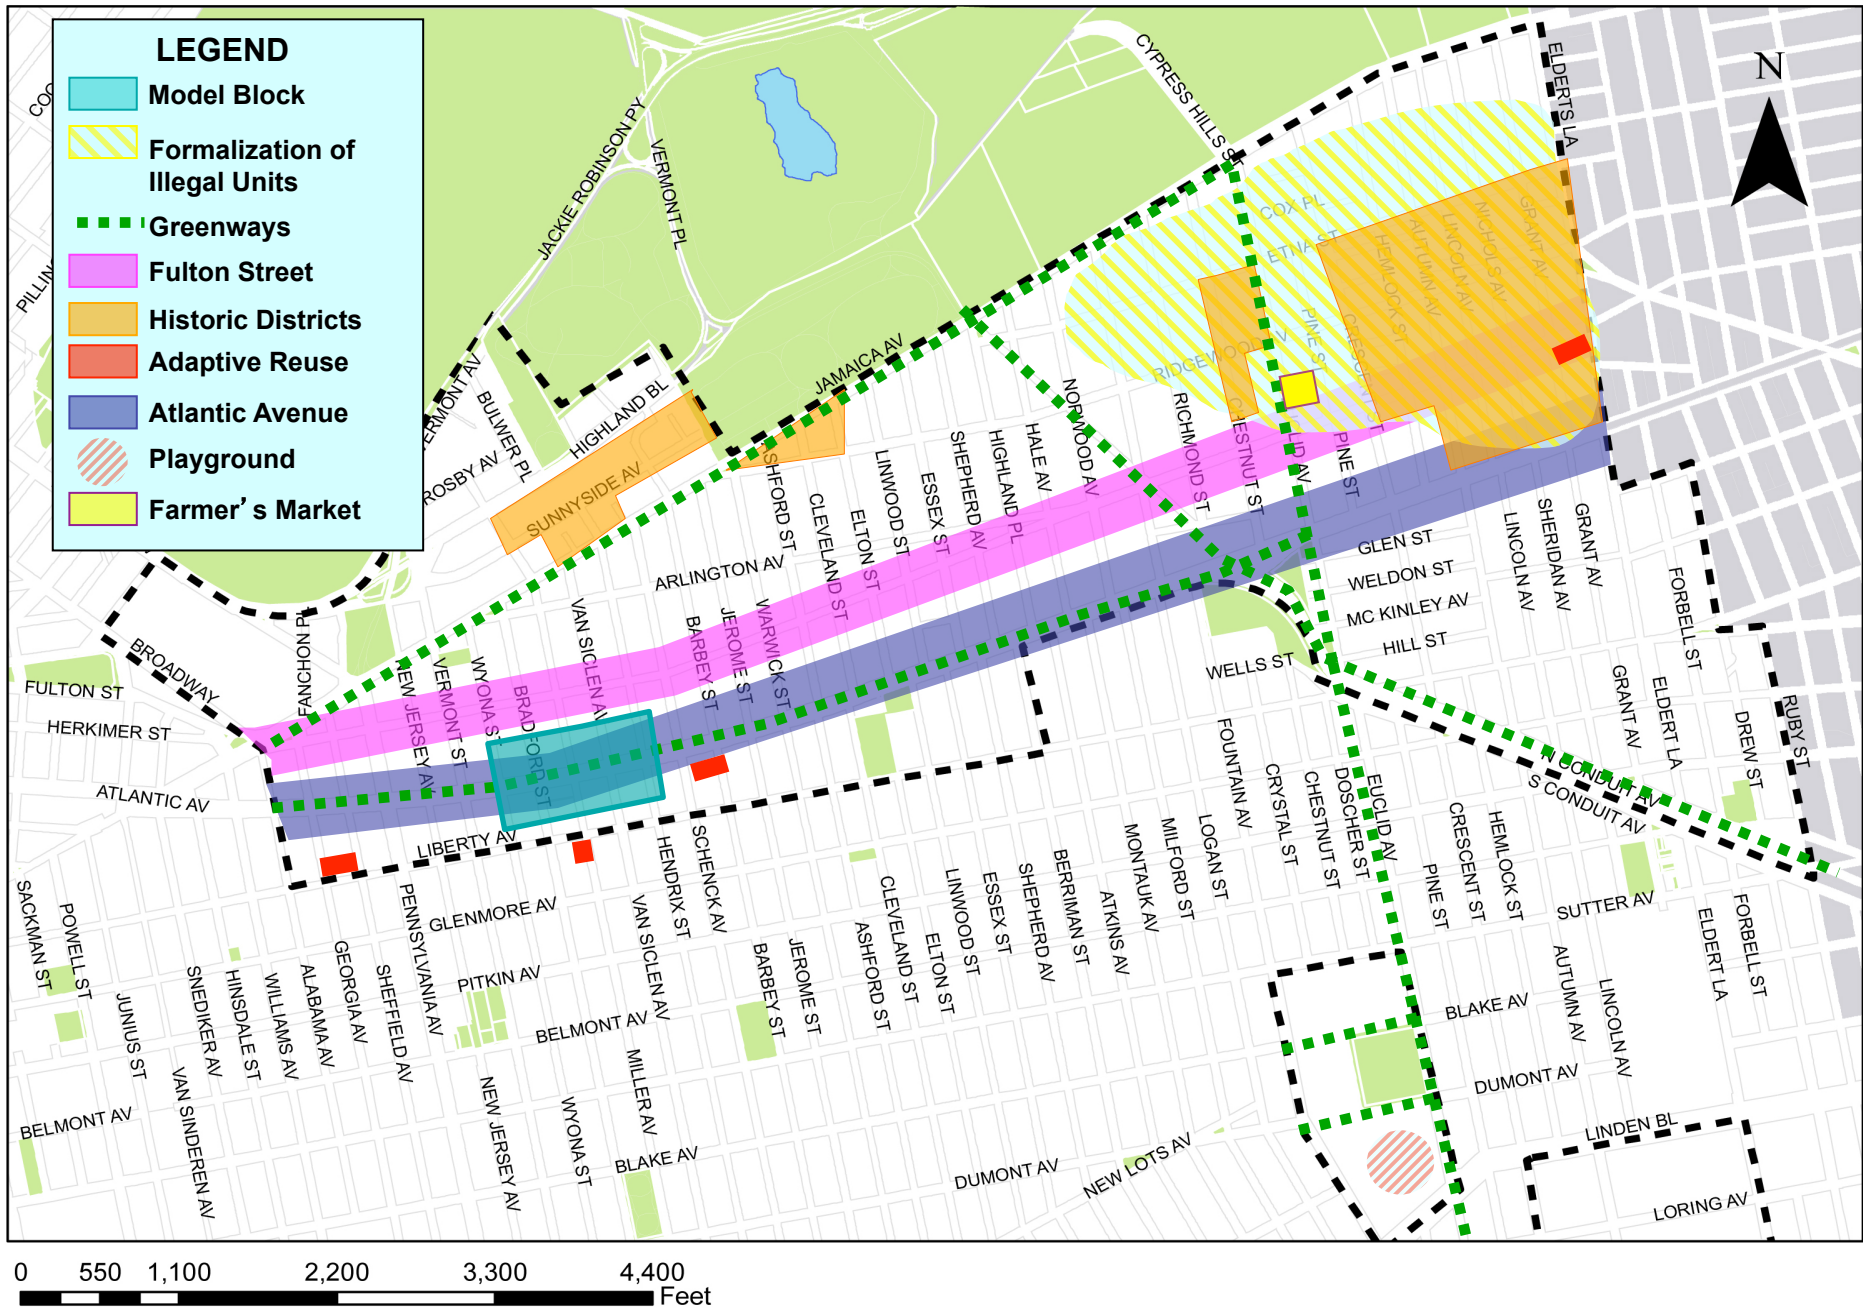 LEGEND
Model Block
Formalization of
Illegal Units
Greenways
Fulton Street
Historic Districts
Adaptive Reuse
Atlantic Avenue
Playground
Farmer's Market
N
JACKIE ROBINSON PY
VERMONT PL
CYPRESS HILLS ST
ELDERTS LA
COX PL
ETNA ST
HEMLOCK ST
AUTUMN AV
LINCOLN AV
NICHOLS AV
GRANT AV
PINE ST
RIDGEWOOD AV
JAMAICA AV
HIGHLAND BL
BULWER PL
SUNNYSIDE AV
ASHFORD ST
CLEVELAND ST
ELTON ST
LINWOOD ST
ESSEX ST
SHEPHERD AV
HIGHLAND PL
HALE AV
NORWOOD AV
RICHMOND ST
CHESTNUT ST
PINE ST
ARLINGTON AV
VAN SICLEN AV
BARBEY ST
JEROME ST
WARWICK ST
GLEN ST
WELDON ST
MC KINLEY AV
HILL ST
WELLS ST
LINCOLN AV
SHERIDAN AV
GRANT AV
FORBELL ST
BROADWAY
FANCHON PL
FULTON ST
HERKIMER ST
ATLANTIC AV
NEW JERSEY AV
VERMONT ST
WYONA ST
BRADFORD ST
LIBERTY AV
GRANT AV
ELDERT LA
DREW ST
RUBY ST
N CONDUIT AV
S CONDUIT AV
FOUNTAIN AV
CRYSTAL ST
CHESTNUT ST
DOSCHER ST
EUCLID AV
PINE ST
CRESCENT ST
HEMLOCK ST
SUTTER AV
ELDERT LA
FORBELL ST
SACKMAN ST
POWELL ST
JUNIUS ST
SNEDIKER AV
HINSDALE ST
WILLIAMS AV
ALABAMA AV
GEORGIA AV
SHEFFIELD AV
PENNSYLVANIA AV
GLENMORE AV
PITKIN AV
BELMONT AV
HENDRIX ST
SCHENCK AV
VAN SICLEN AV
BARBEY ST
JEROME ST
ASHFORD ST
CLEVELAND ST
ELTON ST
LINWOOD ST
ESSEX ST
SHEPHERD AV
BERRIMAN ST
ATKINS AV
MONTAUK AV
MILFORD ST
LOGAN ST
AUTUMN AV
LINCOLN AV
BLAKE AV
DUMONT AV
LINDEN BL
LORING AV
BELMONT AV
VAN SINDEREN AV
NEW JERSEY AV
WYONA ST
MILLER AV
BLAKE AV
DUMONT AV
NEW LOTS AV
0 550 1,100 2,200 3,300 4,400
Feet